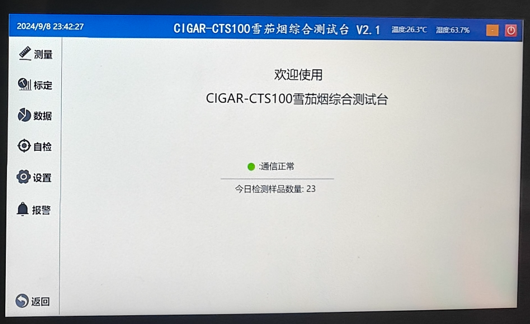 2024/9/8 23:42:27
CIGAR-CTS100雪茄烟综合测试台 V2.1
温度:26.3℃
湿度:63.7%
测量
标定
数据
自检
设置
报警
返回
欢迎使用
CIGAR-CTS100雪茄烟综合测试台
:通信正常
今日检测样品数量: 23